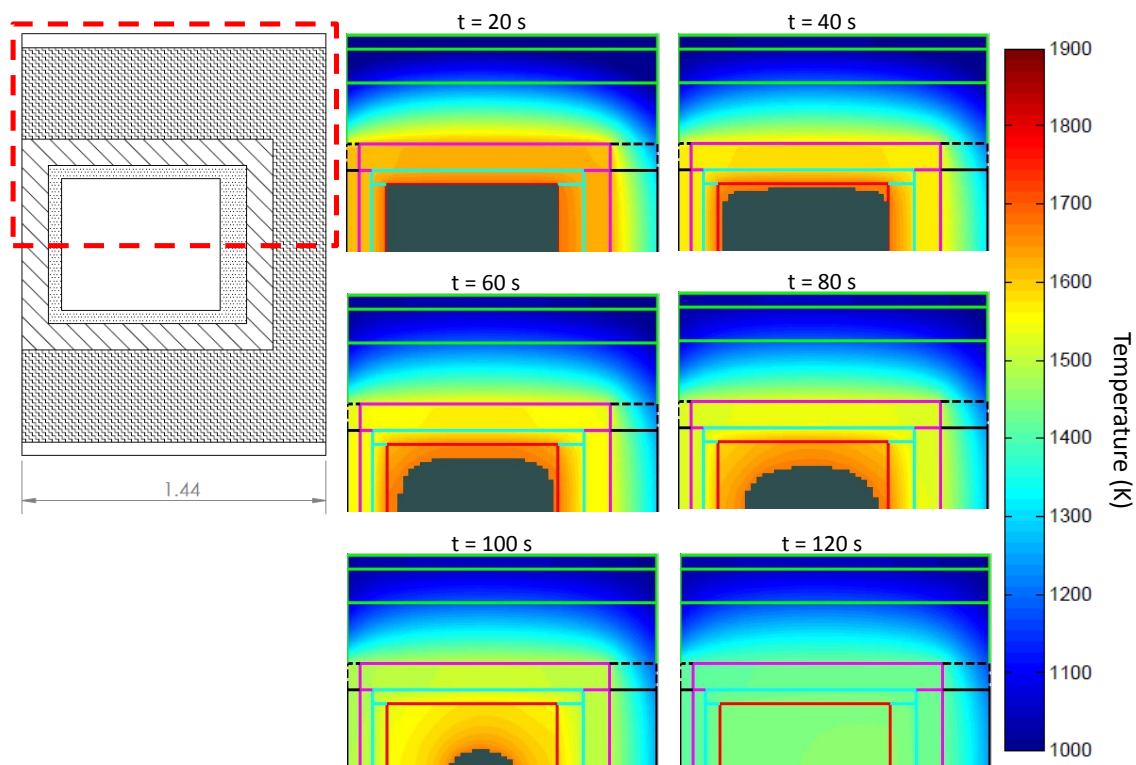 t = 20 s
t = 40 s
t = 60 s
t = 80 s
t = 100 s
t = 120 s
1.44
1900
1800
1700
1600
1500
1400
1300
1200
1100
1000
Temperature (K)